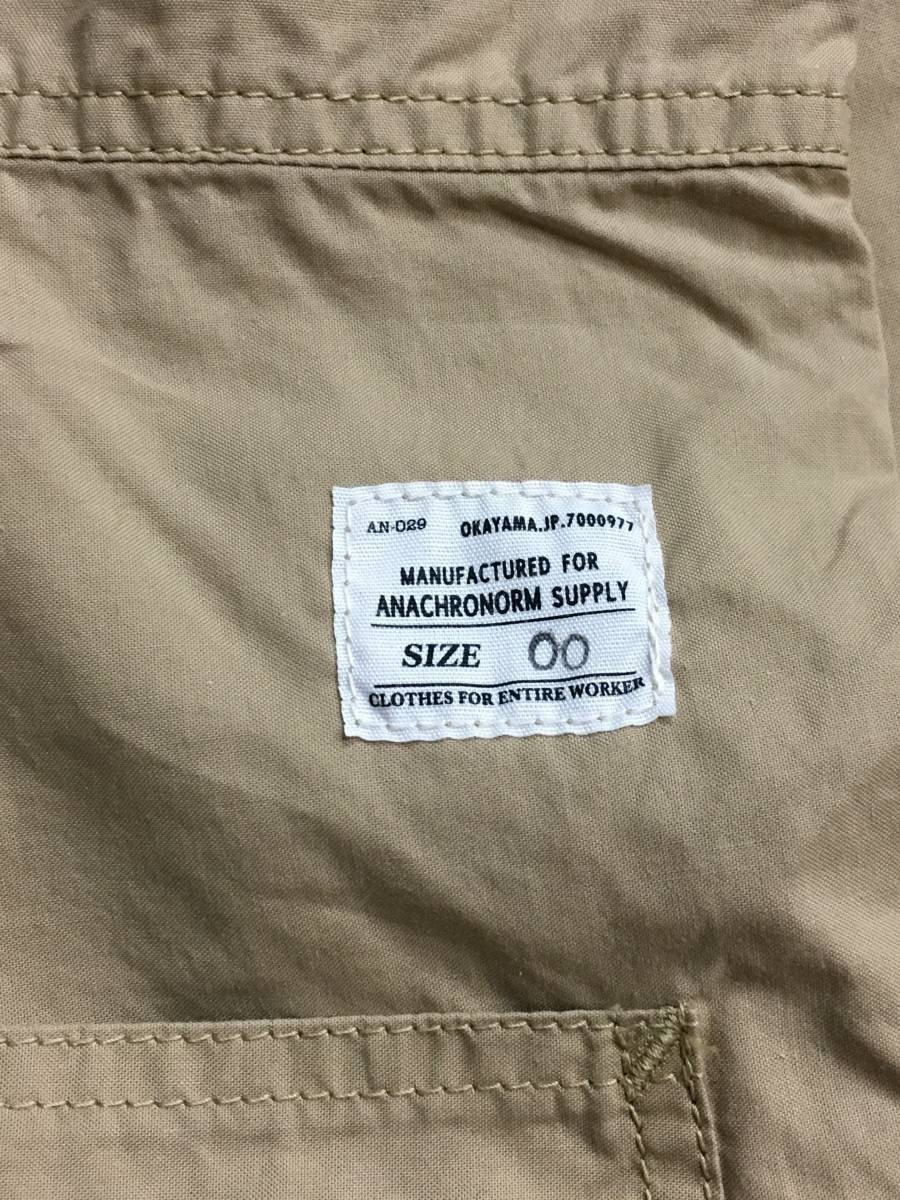 AN-029 OKAYAMA.JP.7000977
MANUFACTURED FOR
ANACHRONORM SUPPLY
SIZE 00
CLOTHES FOR ENTIRE WORKER